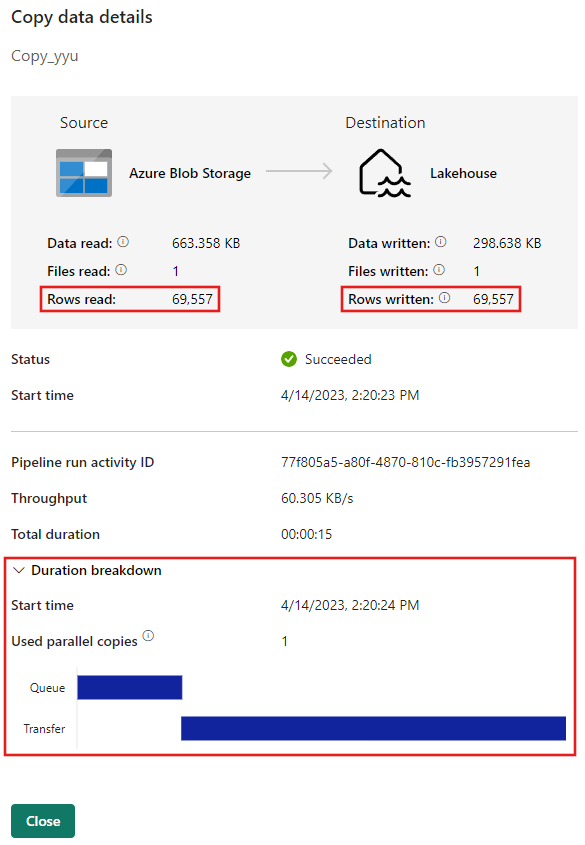 Copy data details
Copy_yyu
Source
Destination
Azure Blob Storage
Lakehouse
Data read: 663.358 KB
Data written: 298.638 KB
Files read: 1
Files written: 1
Rows read: 69,557
Rows written: 69,557
Status Succeeded
Start time 4/14/2023, 2:20:23 PM
Pipeline run activity ID 77f805a5-a80f-4870-810c-fb3957291fea
Throughput 60.305 KB/s
Total duration 00:00:15
Duration breakdown
Start time 4/14/2023, 2:20:24 PM
Used parallel copies 1
Queue
Transfer
Close